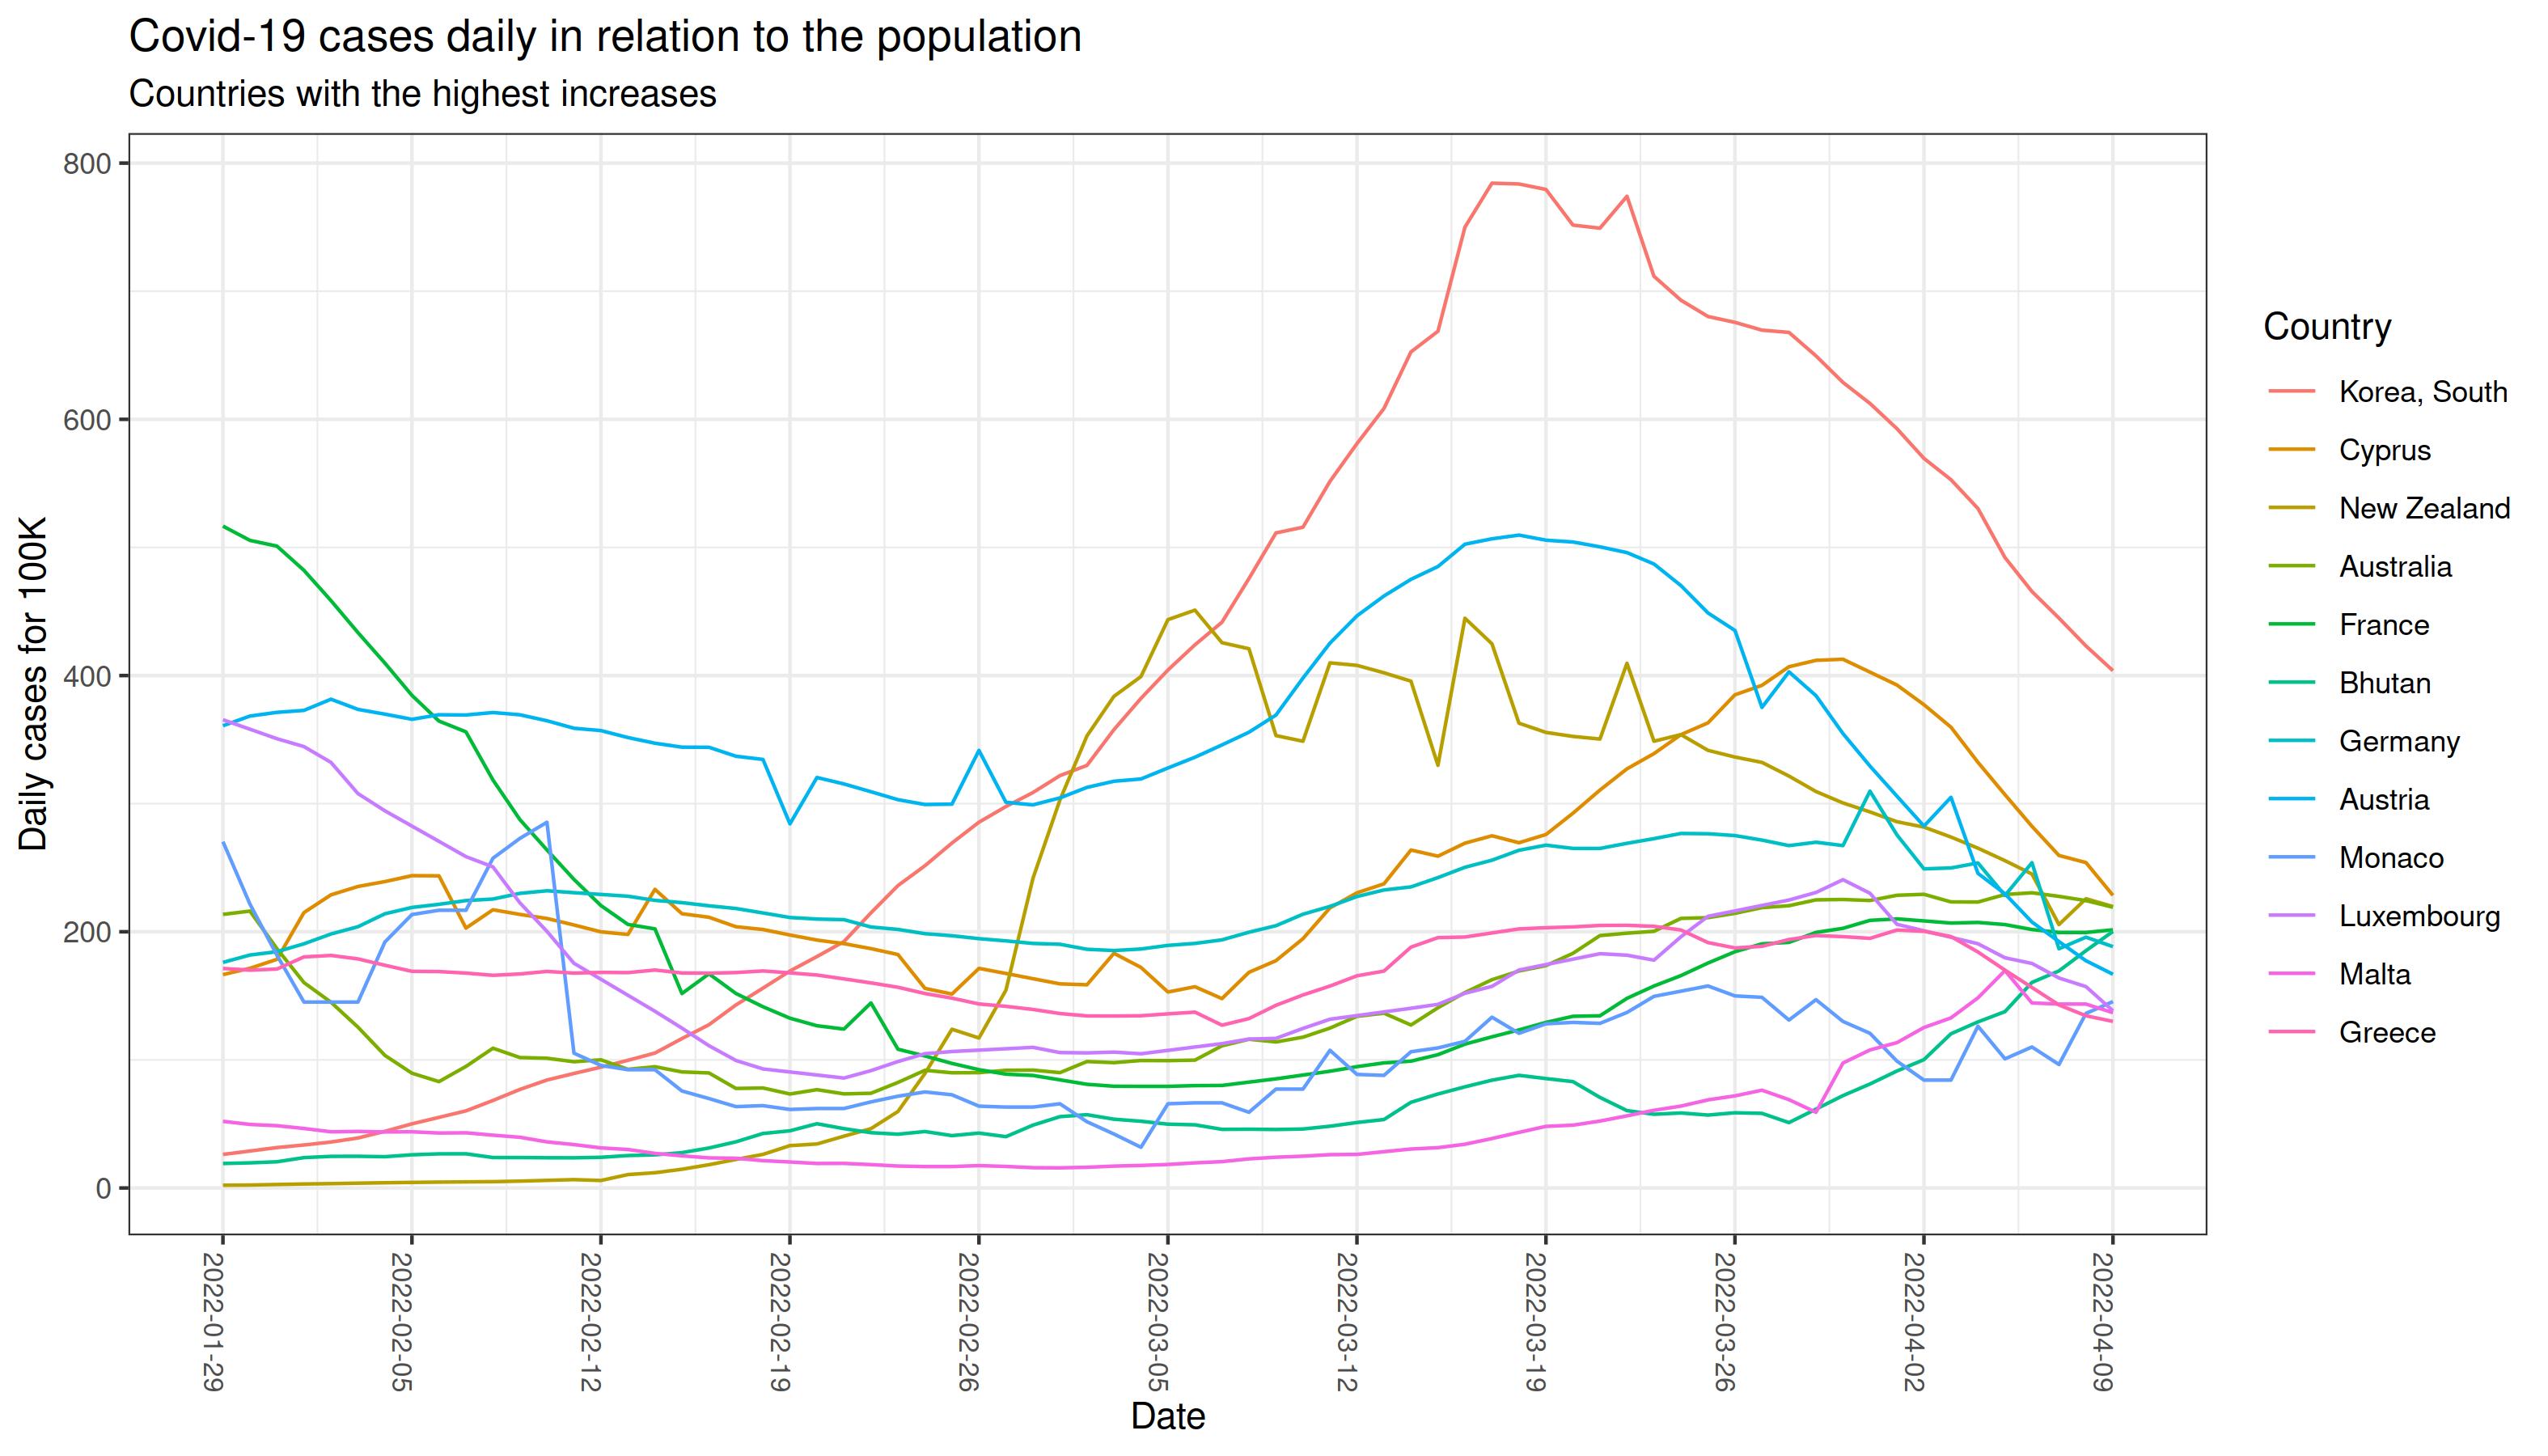 Covid-19 cases daily in relation to the population
Countries with the highest increases
Daily cases for 100K
800
600
400
200
0
2022-01-29
2022-02-05
2022-02-12
2022-02-19
2022-02-26
2022-03-05
2022-03-12
2022-03-19
2022-03-26
2022-04-02
2022-04-09
Date
Country
Korea, South
Cyprus
New Zealand
Australia
France
Bhutan
Germany
Austria
Monaco
Luxembourg
Malta
Greece